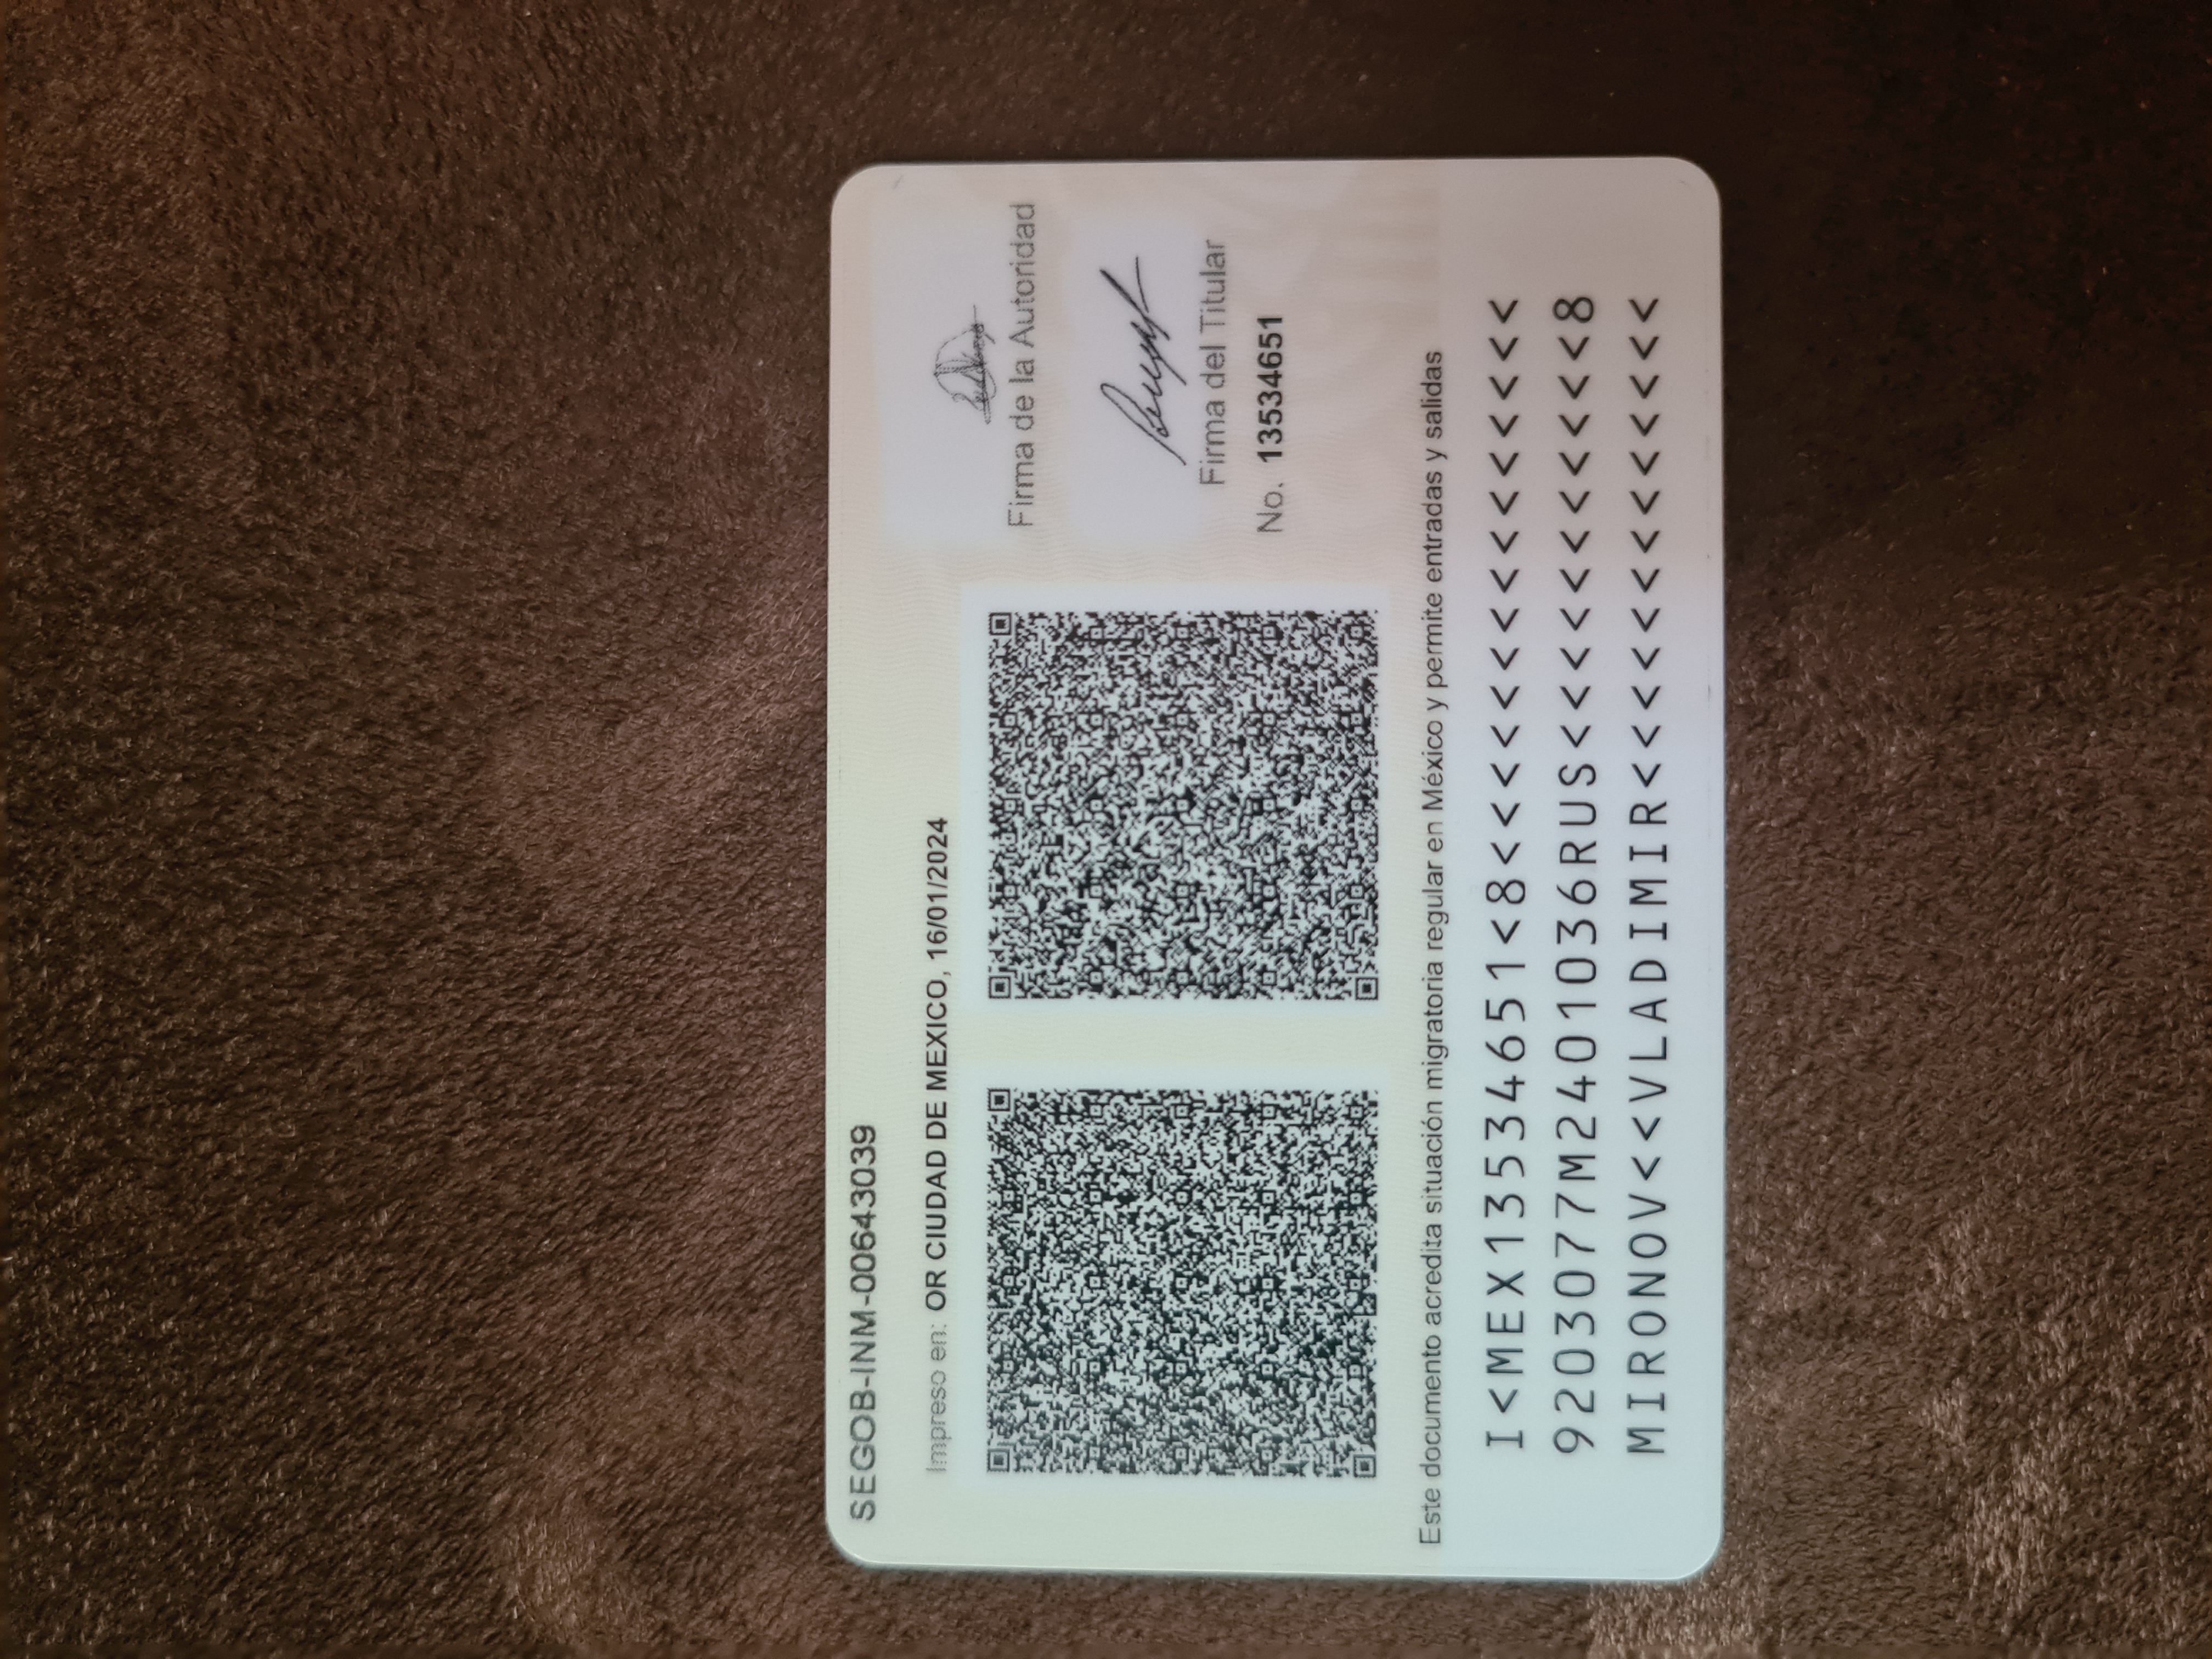 SEGOB-INM-00643039
Impreso en: OR CIUDAD DE MEXICO, 16/01/2024
Firma de la Autoridad
Firma del Titular
No. 13534651
Este documento acredita situación migratoria regular en México y permite entradas y salidas
I<MEX13534651<8<<<<<<<<<<<<<<<
9203077M2401036RUS<<<<<<<<<<<8
MIRONOV<<VLADIMIR<<<<<<<<<<<<<